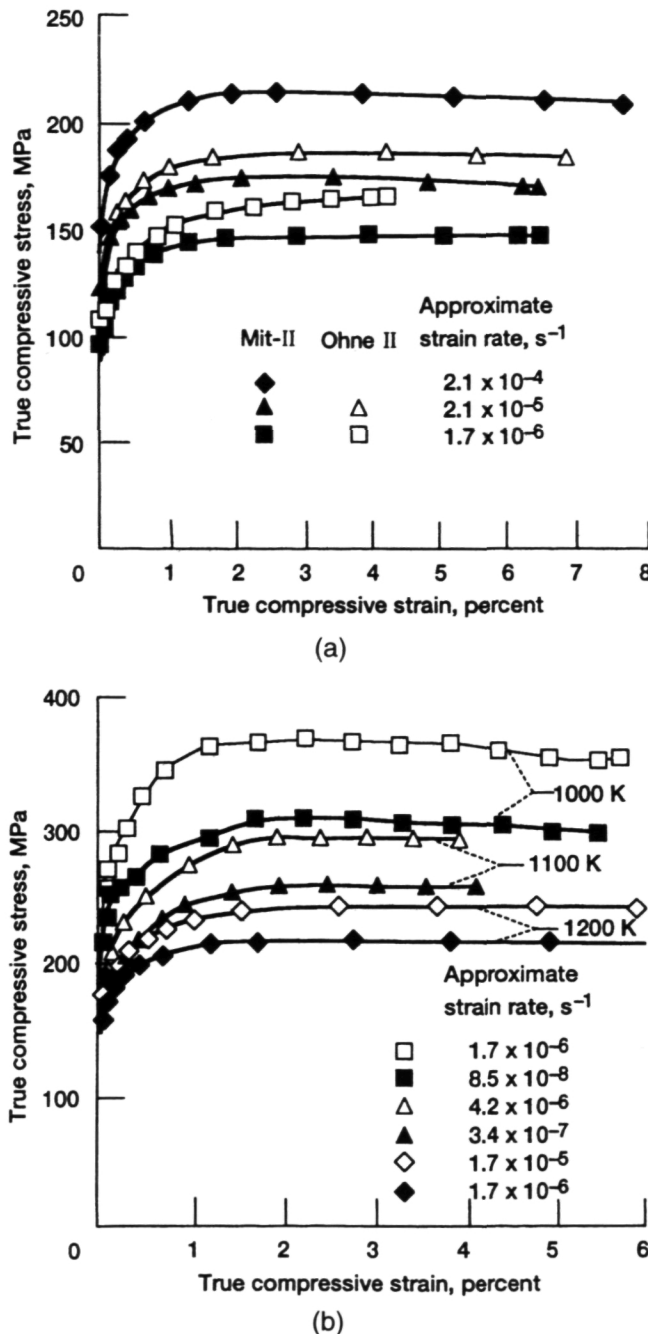 250
200
150
100
50
0
1
2
3
4
5
6
7
8
True compressive stress, MPa
True compressive strain, percent
Approximate
Mit-II Ohne II strain rate, s⁻¹
2.1 x 10⁻⁴
2.1 x 10⁻⁵
1.7 x 10⁻⁶
(a)
400
300
200
100
0
1
2
3
4
5
6
True compressive stress, MPa
True compressive strain, percent
1000 K
1100 K
1200 K
Approximate
strain rate, s⁻¹
1.7 x 10⁻⁶
8.5 x 10⁻⁸
4.2 x 10⁻⁶
3.4 x 10⁻⁷
1.7 x 10⁻⁵
1.7 x 10⁻⁶
(b)